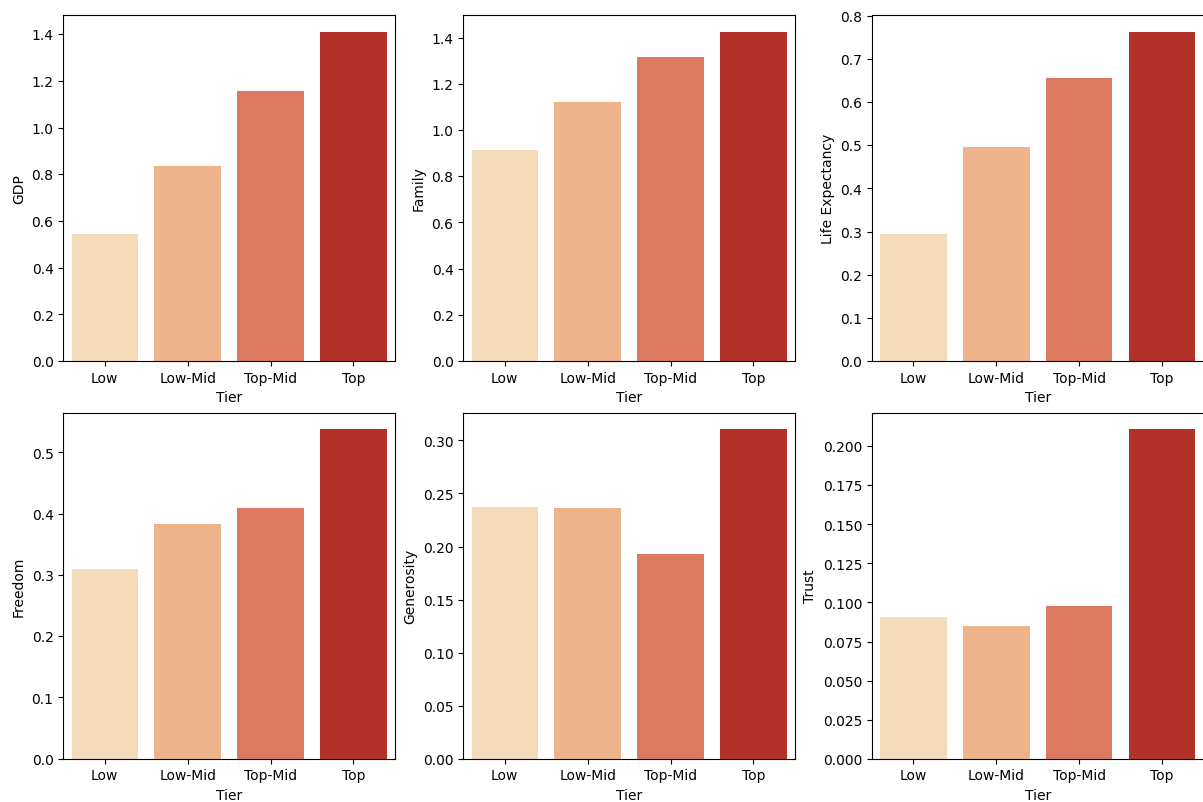 GDP
1.4
1.2
1.0
0.8
0.6
0.4
0.2
0.0
Low Low-Mid Top-Mid Top
Tier
Family
1.4
1.2
1.0
0.8
0.6
0.4
0.2
0.0
Low Low-Mid Top-Mid Top
Tier
Life Expectancy
0.8
0.7
0.6
0.5
0.4
0.3
0.2
0.1
0.0
Low Low-Mid Top-Mid Top
Tier
Freedom
0.5
0.4
0.3
0.2
0.1
0.0
Low Low-Mid Top-Mid Top
Tier
Generosity
0.30
0.25
0.20
0.15
0.10
0.05
0.00
Low Low-Mid Top-Mid Top
Tier
Trust
0.200
0.175
0.150
0.125
0.100
0.075
0.050
0.025
0.000
Low Low-Mid Top-Mid Top
Tier